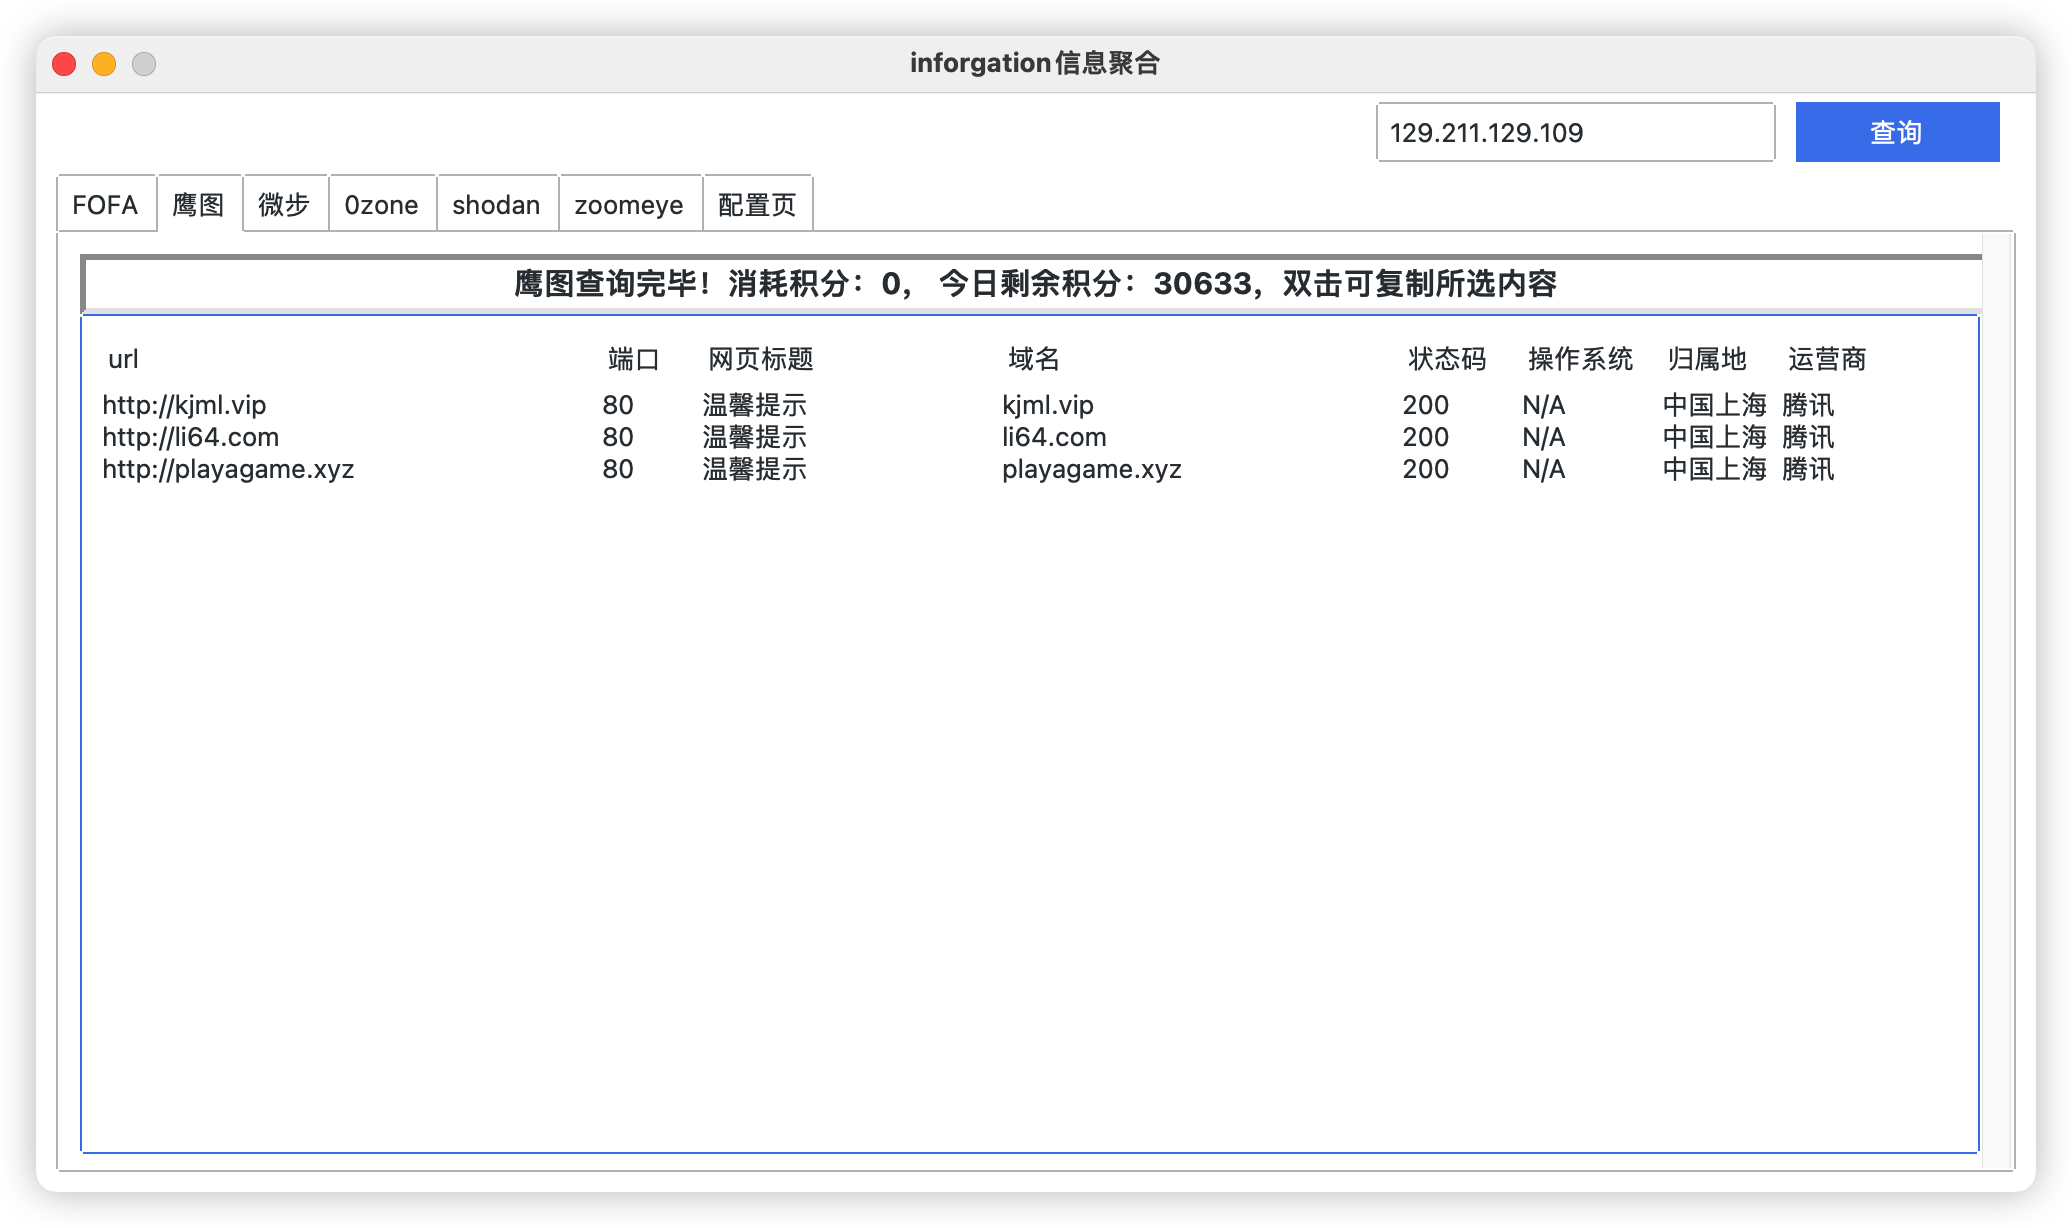 inforgation信息聚合
129.211.129.109 查询
FOFA 鹰图 微步 0zone shodan zoomeye 配置页
鹰图查询完毕！消耗积分：0， 今日剩余积分：30633，双击可复制所选内容
url 端口 网页标题 域名 状态码 操作系统 归属地 运营商
http://kjml.vip 80 温馨提示 kjml.vip 200 N/A 中国上海 腾讯
http://li64.com 80 温馨提示 li64.com 200 N/A 中国上海 腾讯
http://playagame.xyz 80 温馨提示 playagame.xyz 200 N/A 中国上海 腾讯